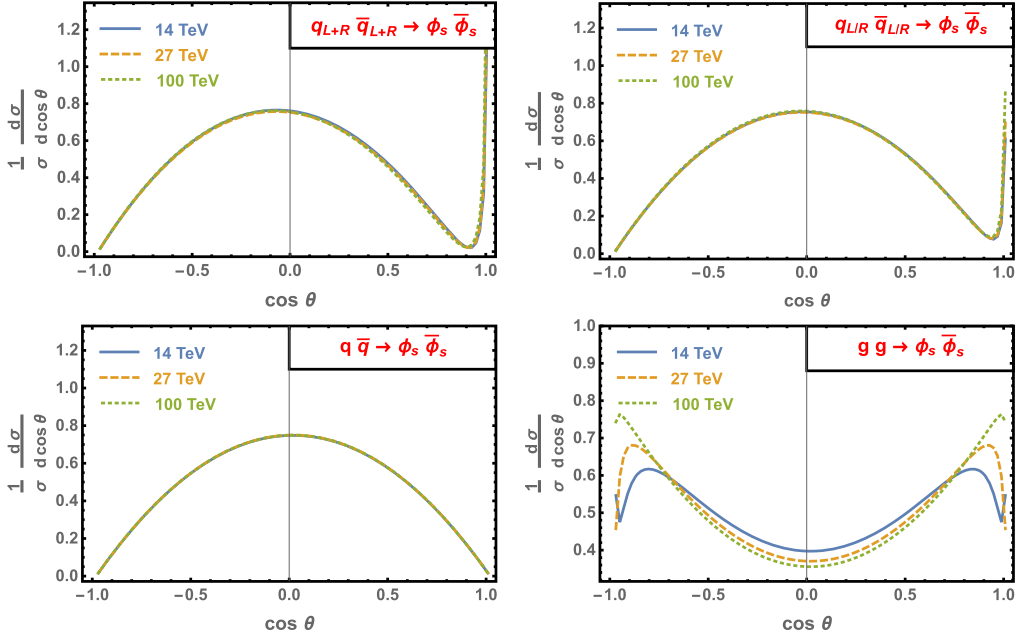 q_{L+R} \overline{q}_{L+R} → ϕ_s \overline{ϕ}_s
14 TeV
27 TeV
100 TeV
1.2
1.0
0.8
0.6
0.4
0.2
0.0
−1.0 −0.5 0.0 0.5 1.0
cos θ
1/σ dσ/d cos θ
q_{L/R} \overline{q}_{L/R} → ϕ_s \overline{ϕ}_s
14 TeV
27 TeV
100 TeV
1.2
1.0
0.8
0.6
0.4
0.2
0.0
−1.0 −0.5 0.0 0.5 1.0
cos θ
1/σ dσ/d cos θ
q \overline{q} → ϕ_s \overline{ϕ}_s
14 TeV
27 TeV
100 TeV
1.2
1.0
0.8
0.6
0.4
0.2
0.0
−1.0 −0.5 0.0 0.5 1.0
cos θ
1/σ dσ/d cos θ
g g → ϕ_s \overline{ϕ}_s
14 TeV
27 TeV
100 TeV
1.0
0.9
0.8
0.7
0.6
0.5
0.4
−1.0 −0.5 0.0 0.5 1.0
cos θ
1/σ dσ/d cos θ